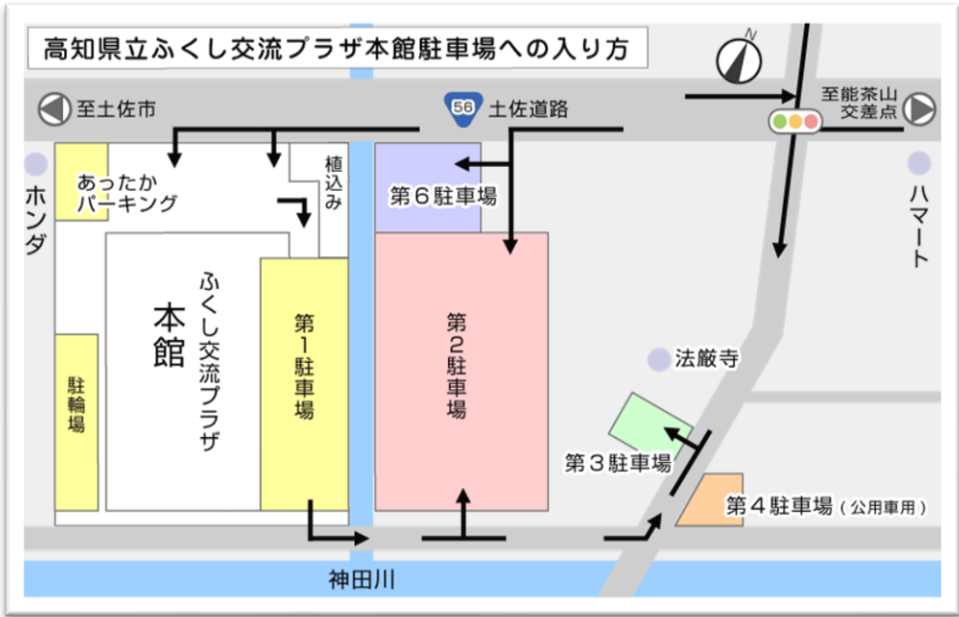 高知県立ふくし交流プラザ本館駐車場への入り方
N
至土佐市
56
土佐道路
至能茶山
交差点
ホンダ
あったか
パーキング
植込み
第6駐車場
ハマート
ふくし交流プラザ
本館
第1駐車場
第2駐車場
法厳寺
駐輪場
第3駐車場
第4駐車場(公用車用)
神田川